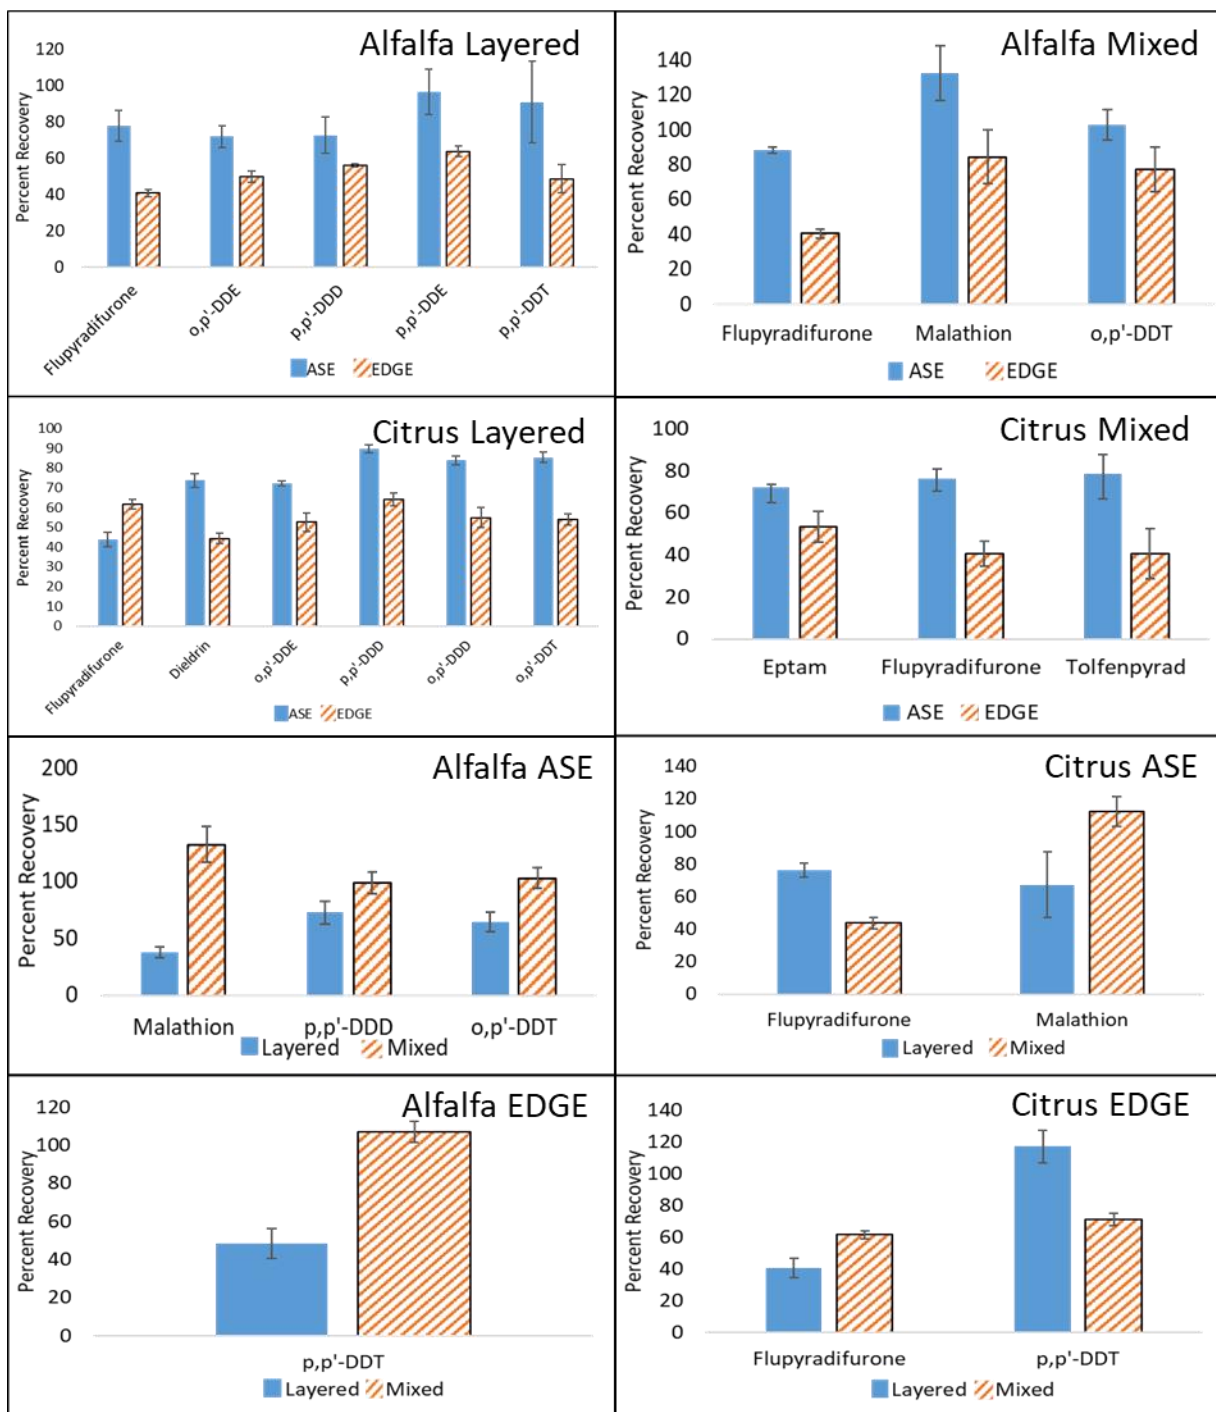 Alfalfa Layered
Percent Recovery
120
100
80
60
40
20
0
Flupyradifurone
o,p'-DDE
p,p'-DDD
p,p'-DDE
p,p'-DDT
ASE EDGE
Alfalfa Mixed
Percent Recovery
140
120
100
80
60
40
20
0
Flupyradifurone Malathion o,p'-DDT
ASE EDGE
Citrus Layered
Percent Recovery
100
90
80
70
60
50
40
30
20
10
0
Flupyradifurone
Dieldrin
o,p'-DDE
p,p'-DDD
o,p'-DDD
o,p'-DDT
ASE EDGE
Citrus Mixed
Percent Recovery
100
80
60
40
20
0
Eptam Flupyradifurone Tolfenpyrad
ASE EDGE
Alfalfa ASE
Percent Recovery
200
150
100
50
0
Malathion p,p'-DDD o,p'-DDT
Layered Mixed
Citrus ASE
Percent Recovery
140
120
100
80
60
40
20
0
Flupyradifurone Malathion
Layered Mixed
Alfalfa EDGE
Percent Recovery
120
100
80
60
40
20
0
p,p'-DDT
Layered Mixed
Citrus EDGE
Percent Recovery
140
120
100
80
60
40
20
0
Flupyradifurone p,p'-DDT
Layered Mixed